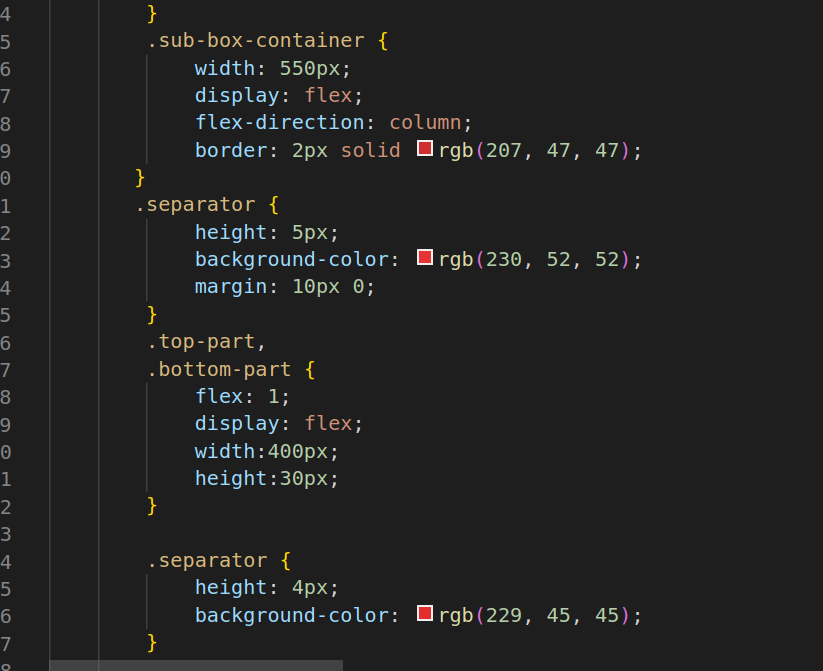 4 }
5 .sub-box-container {
6 width: 550px;
7 display: flex;
8 flex-direction: column;
9 border: 2px solid rgb(207, 47, 47);
0 }
1 .separator {
2 height: 5px;
3 background-color: rgb(230, 52, 52);
4 margin: 10px 0;
5 }
6 .top-part,
7 .bottom-part {
8 flex: 1;
9 display: flex;
0 width:400px;
1 height:30px;
2 }
3
4 .separator {
5 height: 4px;
6 background-color: rgb(229, 45, 45);
7 }
8